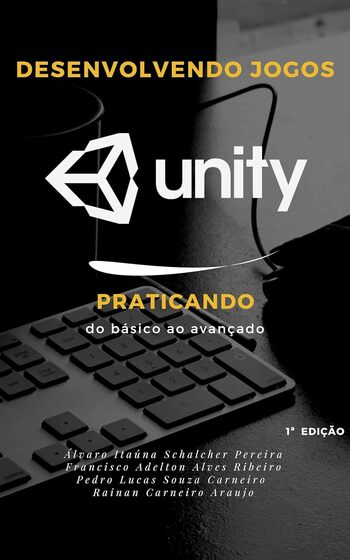 DESENVOLVENDO JOGOS
unity
PRATICANDO
do básico ao avançado
1ª EDIÇÃO
Álvaro Itaúna Schalcher Pereira
Francisco Adelton Alves Ribeiro
Pedro Lucas Souza Carneiro
Rainan Carneiro Araujo